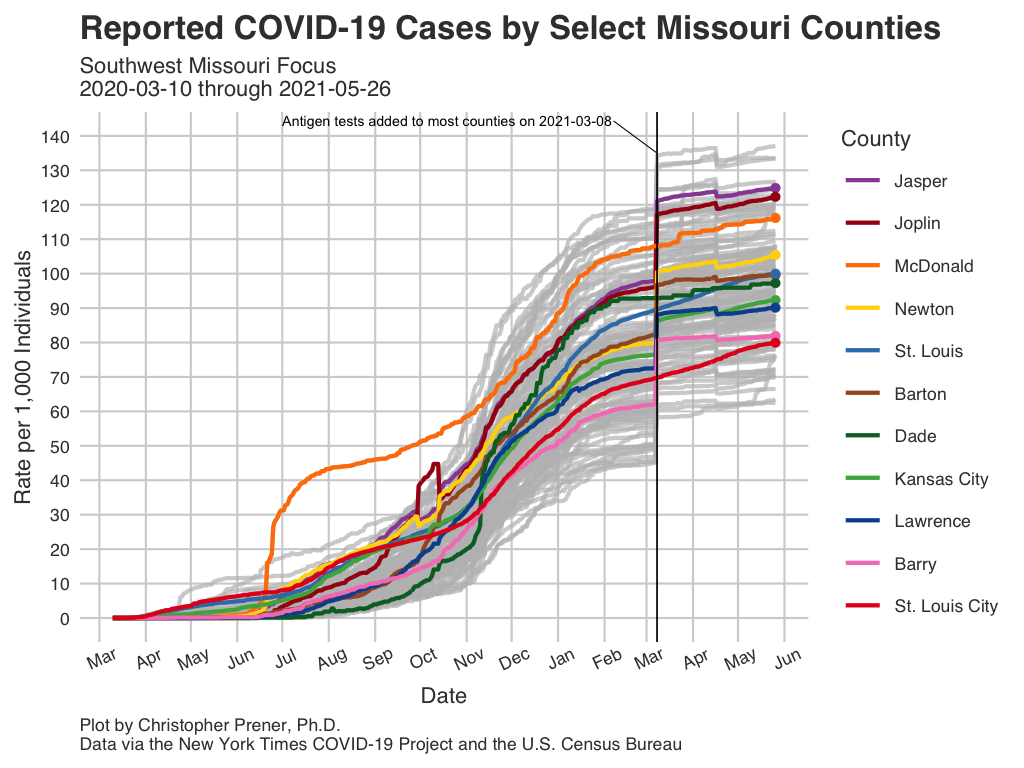 Reported COVID-19 Cases by Select Missouri Counties
Southwest Missouri Focus
2020-03-10 through 2021-05-26
Antigen tests added to most counties on 2021-03-08
Rate per 1,000 Individuals
140
130
120
110
100
90
80
70
60
50
40
30
20
10
0
Mar Apr May Jun Jul Aug Sep Oct Nov Dec Jan Feb Mar Apr May Jun
Date
County
Jasper
Joplin
McDonald
Newton
St. Louis
Barton
Dade
Kansas City
Lawrence
Barry
St. Louis City
Plot by Christopher Prener, Ph.D.
Data via the New York Times COVID-19 Project and the U.S. Census Bureau